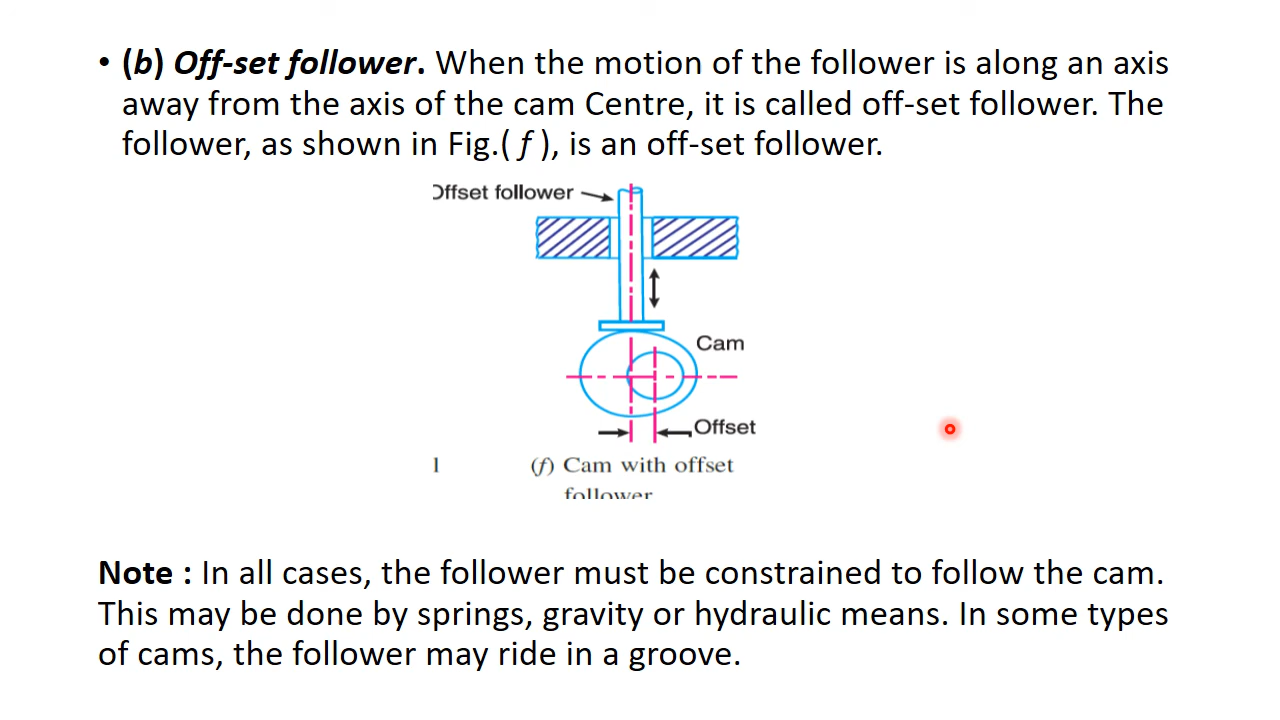 • (b) Off-set follower. When the motion of the follower is along an axis
away from the axis of the cam Centre, it is called off-set follower. The
follower, as shown in Fig.( f ), is an off-set follower.
Offset follower
Cam
Offset
1 (f) Cam with offset
follower
Note : In all cases, the follower must be constrained to follow the cam.
This may be done by springs, gravity or hydraulic means. In some types
of cams, the follower may ride in a groove.